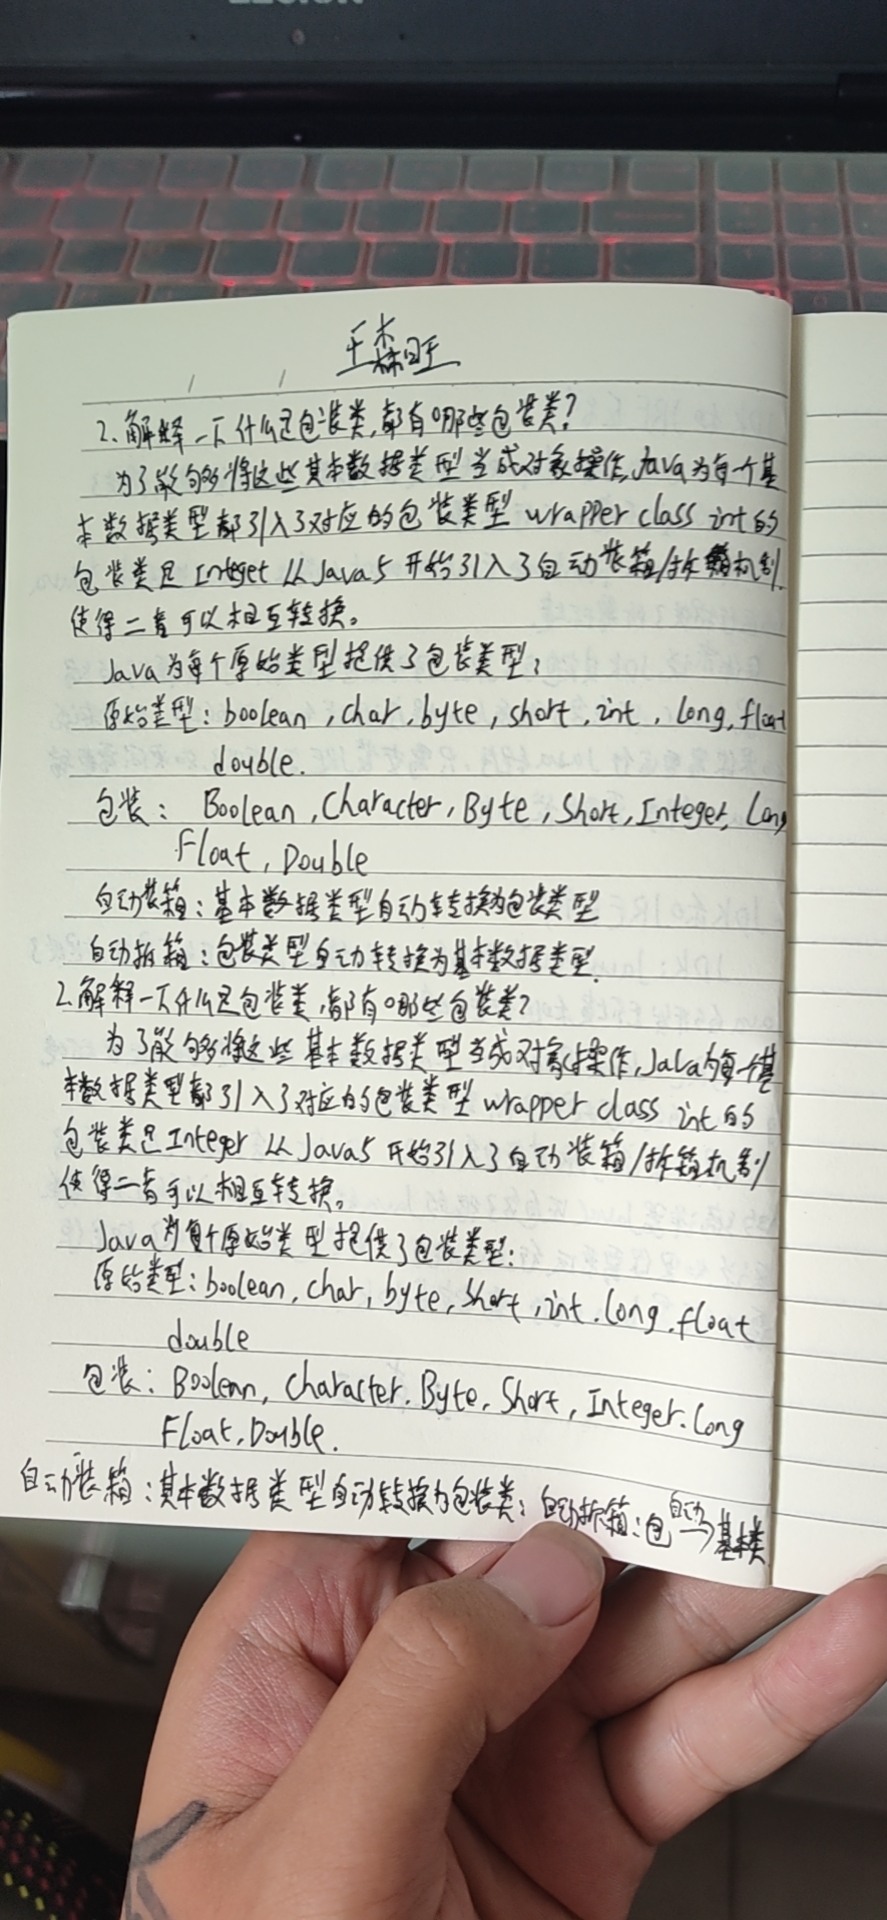 LEGION
王森旺
2、解释一下什么是包装类,都有哪些包装类?
为了能够将这些其本数据类型当成对象操作,Java为每个基
本数据类型都引入了对应的包装类型 wrapper class int的
包装类是Integet 从Java5开始引入了自动装箱/拆箱机制
使得二者可以相互转换。
Java为每个原始类型提供了包装类型:
原始类型: boolean, char, byte, short, int, long, float
double.
包装: Boolean, Character, Byte, Short, Integer, Long
Float, Double
自动装箱:基本数据类型自动转换为包装类型
自动拆箱:包装类型自动转换为基本数据类型.
2.解释一下什么是包装类,都有哪些包装类?
为了能够将这些基本数据类型当成对象操作,Java为每个基
本数据类型都引入了对应的包装类型 wrapper class int的
包装类是Integer 从Java5开始引入了自动装箱/拆箱机制
使得二者可以相互转换。
Java为每个原始类型提供了包装类型:
原始类型: boolean, char, byte, short, int. long. float
double
包装: Boolean, Character. Byte, Short, Integer. Long
Float, Double.
自动装箱:其本数据类型自动转换为包装类; 自动拆箱:包自动→基本类